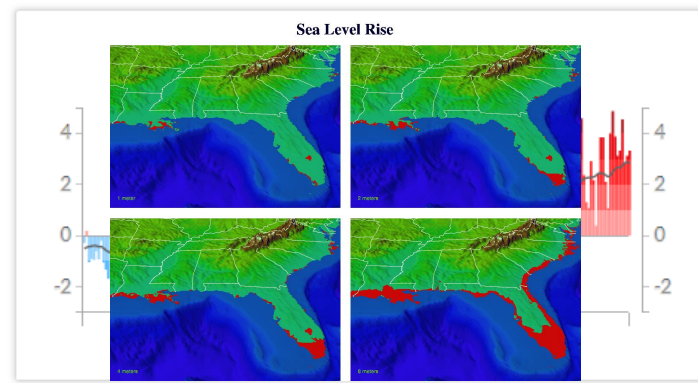 Sea Level Rise
1 meter
2 meters
4 4
2 2
0 0
-2 -2
4 meters
8 meters